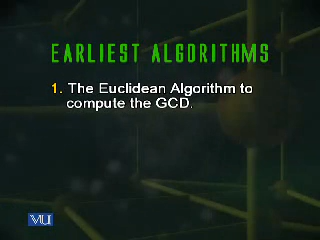 EARLIEST ALGORITHMS
1. The Euclidean Algorithm to
compute the GCD.
VU